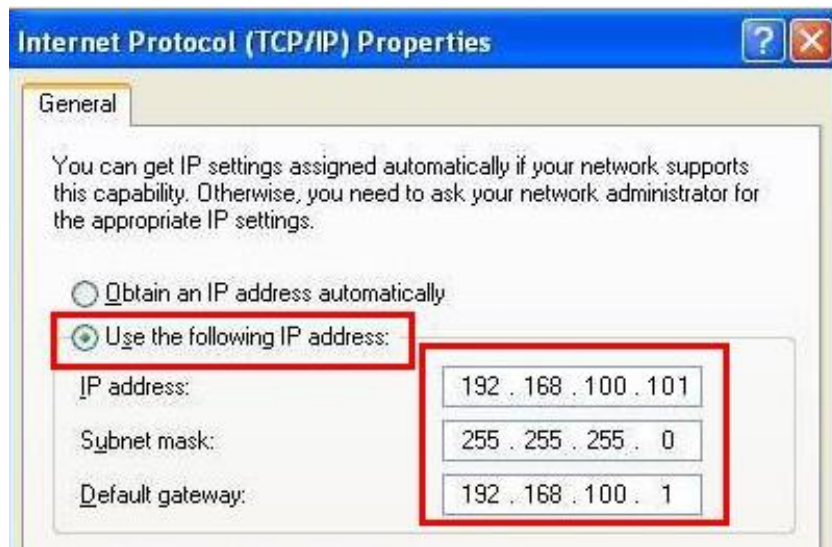 Internet Protocol (TCP/IP) Properties
General
You can get IP settings assigned automatically if your network supports
this capability. Otherwise, you need to ask your network administrator for
the appropriate IP settings.
Obtain an IP address automatically
Use the following IP address:
IP address: 192 . 168 . 100 . 101
Subnet mask: 255 . 255 . 255 . 0
Default gateway: 192 . 168 . 100 . 1